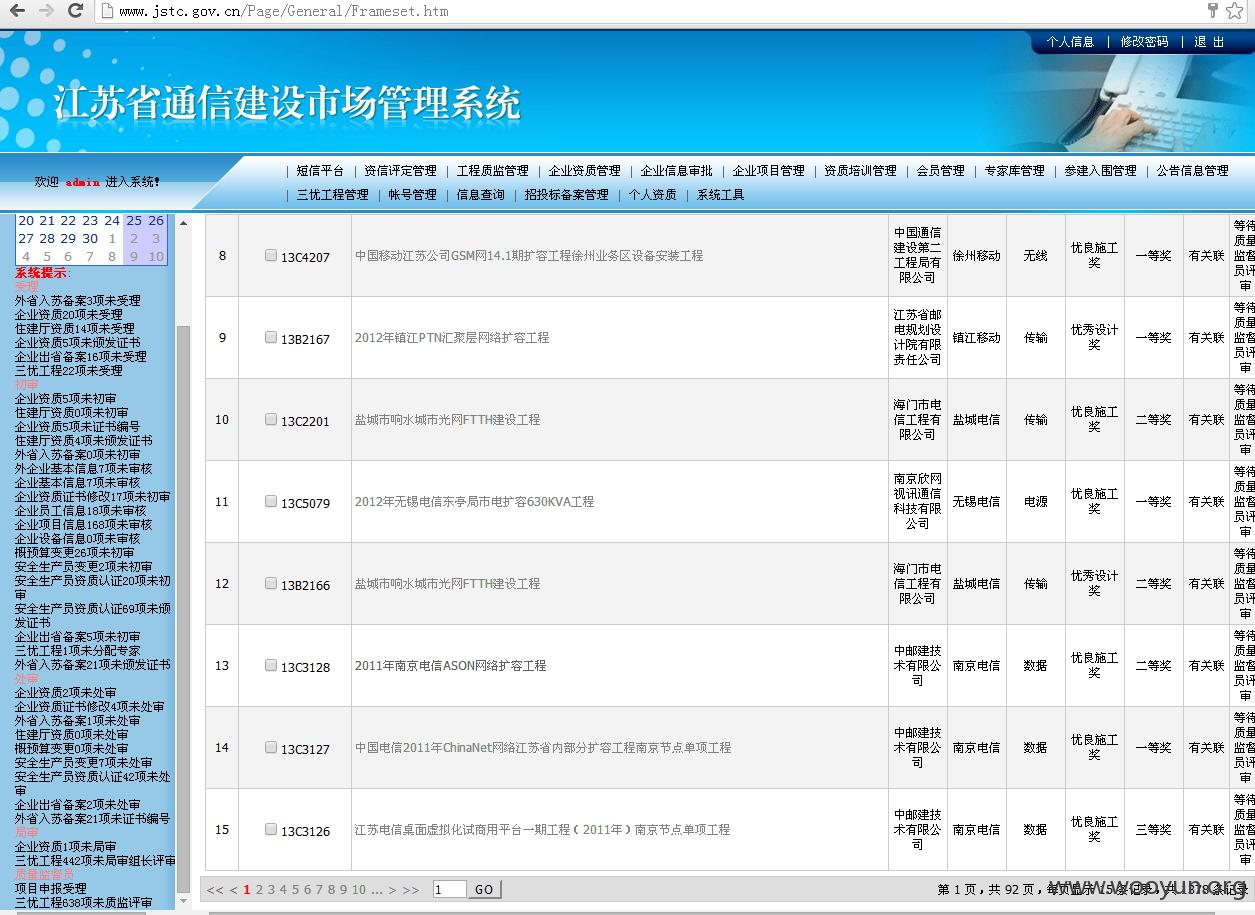 www.jstc.gov.cn/Page/General/Frameset.htm
个人信息 | 修改密码 | 退 出
江苏省通信建设市场管理系统
欢迎 admin 进入系统!
| 短信平台 | 资信评定管理 | 工程质监管理 | 企业资质管理 | 企业信息审批 | 企业项目管理 | 资质培训管理 | 会员管理 | 专家库管理 | 参建入围管理 | 公告信息管理
| 三优工程管理 | 帐号管理 | 信息查询 | 招投标备案管理 | 个人资质 | 系统工具
20 21 22 23 24 25 26
27 28 29 30 1 2 3
4 5 6 7 8 9 10
系统提示:
受理
外省入苏备案3项未受理
企业资质20项未受理
住建厅资质14项未受理
企业资质5项未颁发证书
企业出省备案16项未受理
三优工程22项未受理
初审
企业资质5项未初审
住建厅资质0项未初审
企业资质5项未证书编号
住建厅资质4项未颁发证书
外省入苏备案0项未初审
外企业基本信息7项未审核
企业基本信息7项未审核
企业资质证书修改17项未初审
企业员工信息18项未审核
企业项目信息168项未审核
企业设备信息0项未审核
概预算变更26项未初审
安全生产员变更2项未初审
安全生产员资质认证20项未初
审
安全生产员资质认证69项未颁
发证书
企业出省备案5项未初审
三优工程1项未分配专家
外省入苏备案21项未颁发证书
处审
企业资质2项未处审
企业资质证书修改4项未处审
外省入苏备案1项未处审
住建厅资质0项未处审
概预算变更0项未处审
安全生产员变更7项未处审
安全生产员资质认证42项未处
审
企业出省备案2项未处审
外省入苏备案21项未证书编号
局审
企业资质1项未局审
三优工程442项未局审组长评审
质量监督员
项目申报受理
三优工程638项未质监评审
8 13C4207 中国移动江苏公司GSM网14.1期扩容工程徐州业务区设备安装工程 中国通信建设第二工程局有限公司 徐州移动 无线 优良施工奖 一等奖 有关联 等待质量监督员评审
9 13B2167 2012年镇江PTN汇聚层网络扩容工程 江苏省邮电规划设计院有限责任公司 镇江移动 传输 优秀设计奖 一等奖 有关联 等待质量监督员评审
10 13C2201 盐城市响水城市光网FTTH建设工程 海门市电信工程有限公司 盐城电信 传输 优良施工奖 二等奖 有关联 等待质量监督员评审
11 13C5079 2012年无锡电信东亭局市电扩容630KVA工程 南京欣网视讯通信科技有限公司 无锡电信 电源 优良施工奖 一等奖 有关联 等待质量监督员评审
12 13B2166 盐城市响水城市光网FTTH建设工程 海门市电信工程有限公司 盐城电信 传输 优秀设计奖 二等奖 有关联 等待质量监督员评审
13 13C3128 2011年南京电信ASON网络扩容工程 中邮建技术有限公司 南京电信 数据 优良施工奖 二等奖 有关联 等待质量监督员评审
14 13C3127 中国电信2011年ChinaNet网络江苏省内部分扩容工程南京节点单项工程 中邮建技术有限公司 南京电信 数据 优良施工奖 一等奖 有关联 等待质量监督员评审
15 13C3126 江苏电信桌面虚拟化试商用平台一期工程（2011年）南京节点单项工程 中邮建技术有限公司 南京电信 数据 优良施工奖 三等奖 有关联 等待质量监督员评审
<< < 1 2 3 4 5 6 7 8 9 10 ... > >> 1 GO
第 1 页，共 92 页，每页显示 15 条记录，共 1378 条记录
www.wooyun.org